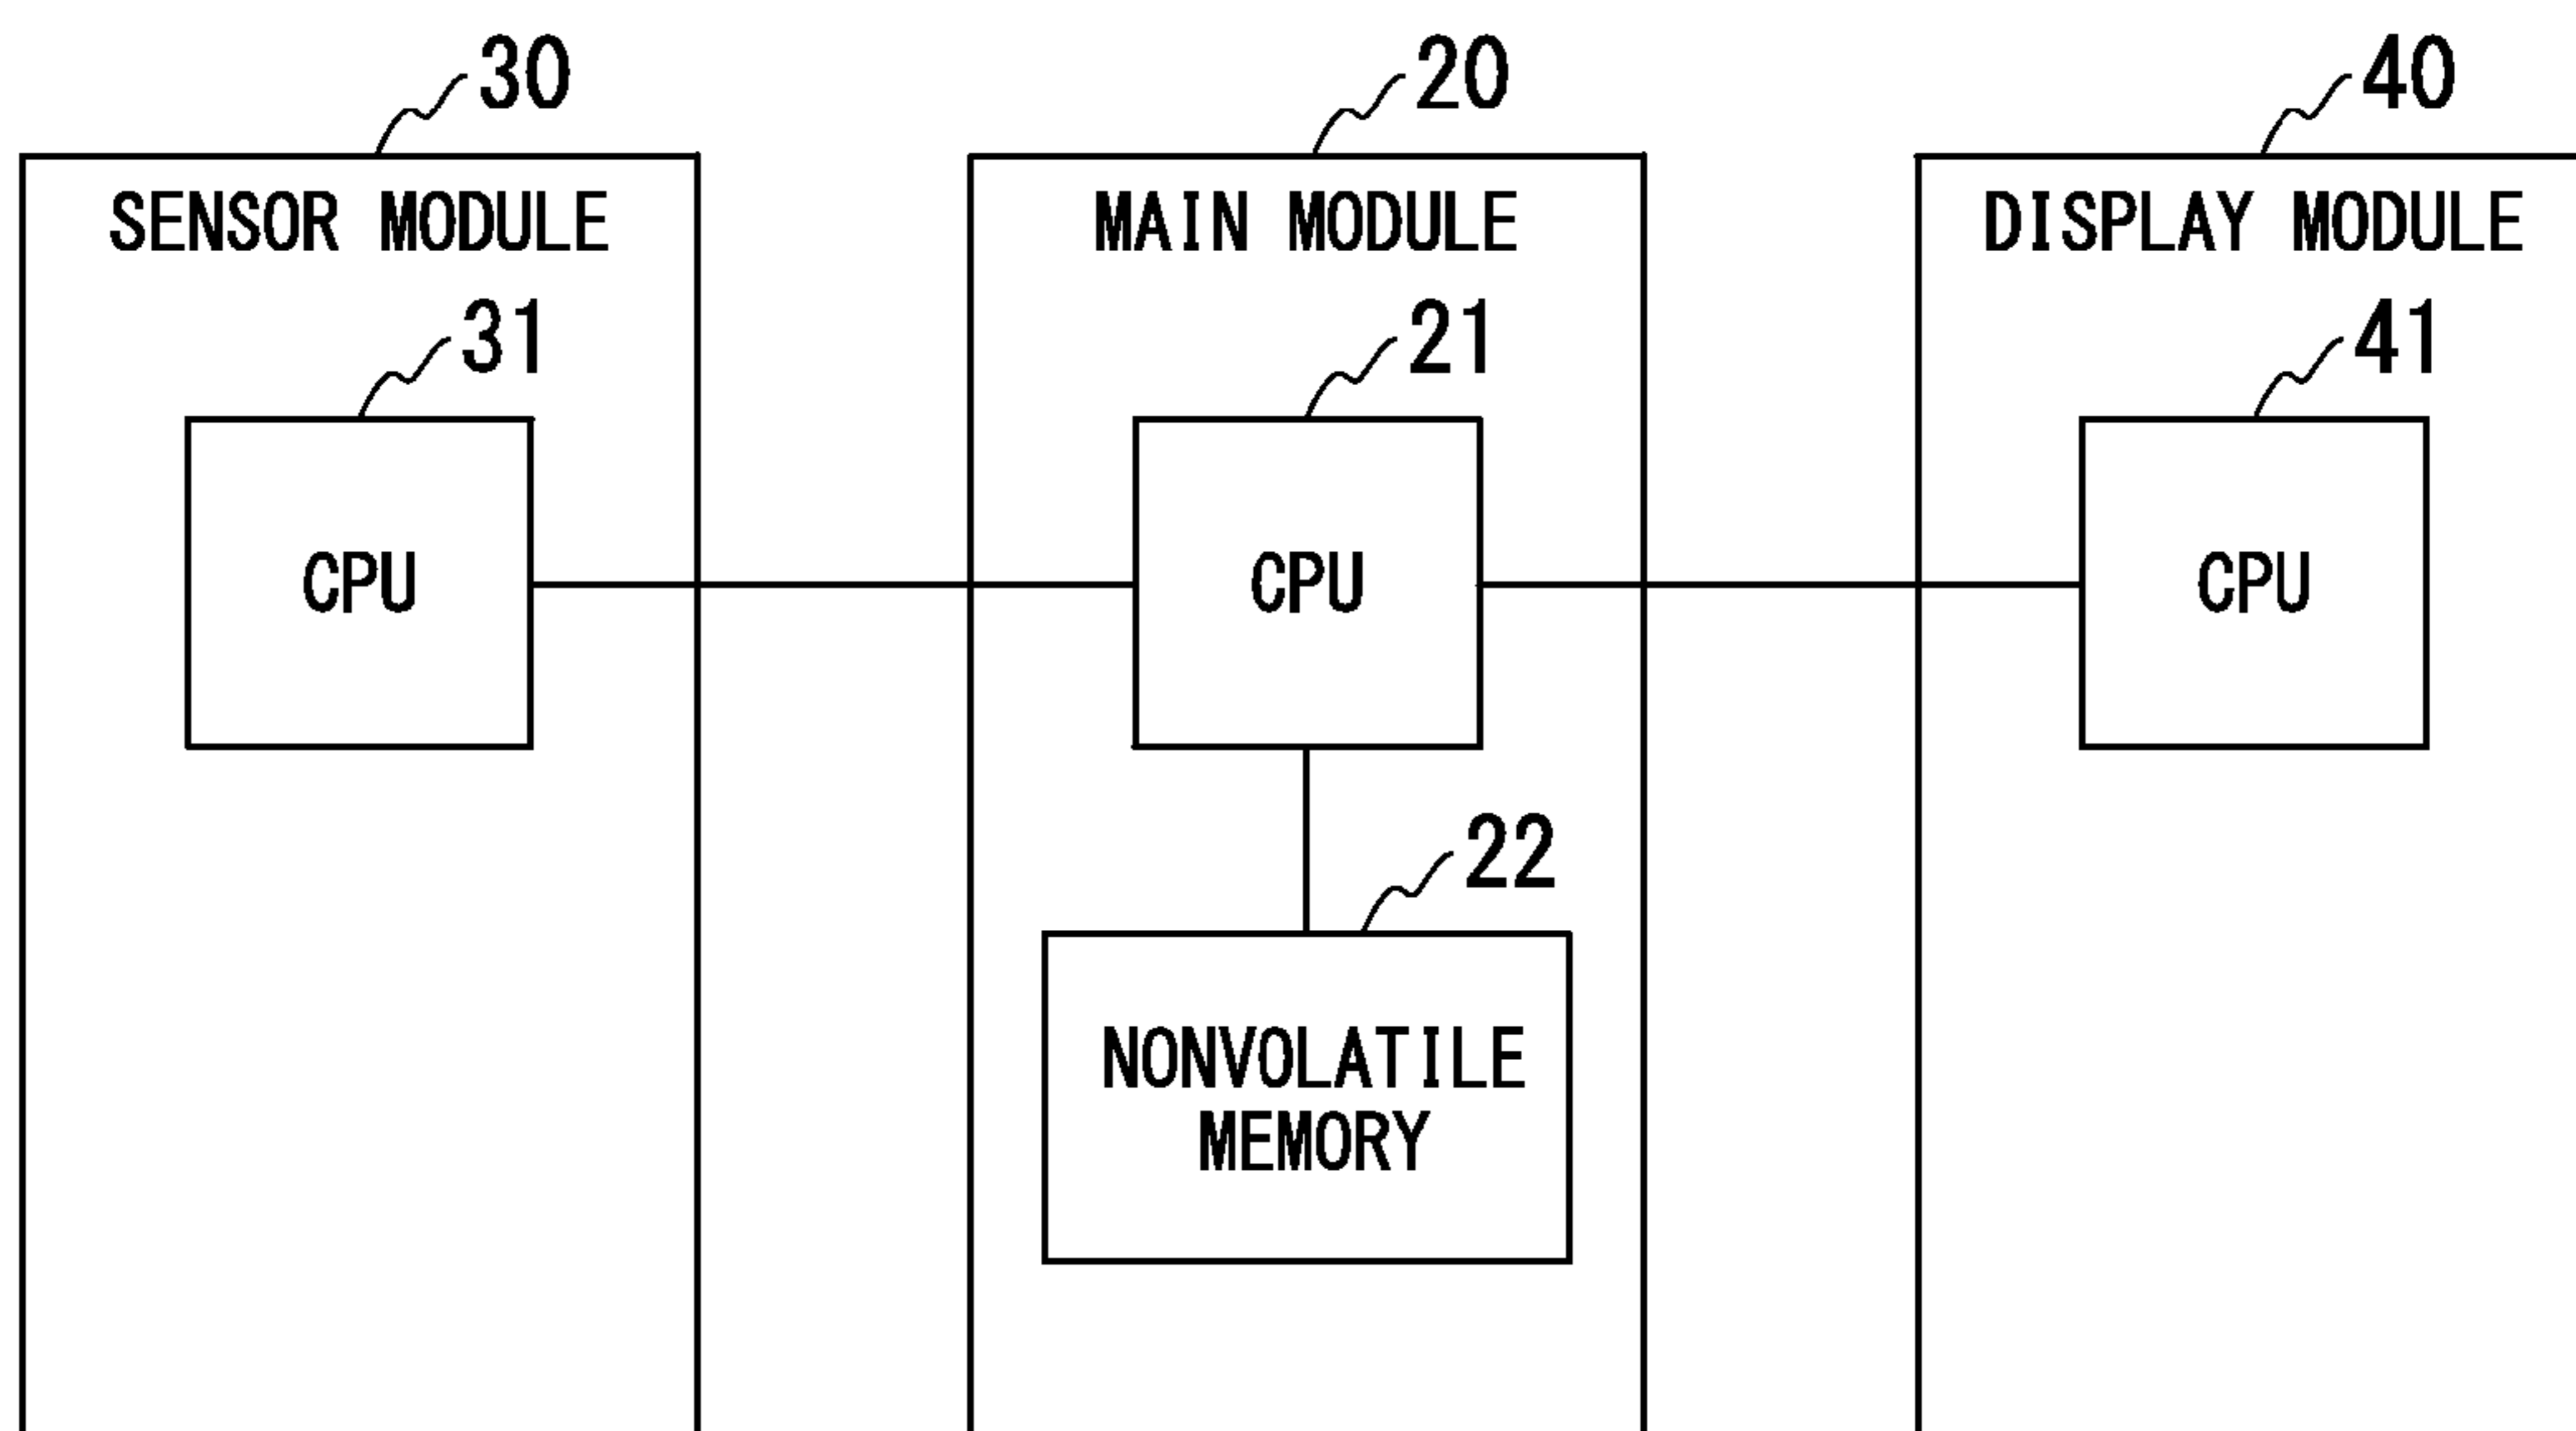 30
20
40
SENSOR MODULE
MAIN MODULE
DISPLAY MODULE
31
21
41
CPU
CPU
CPU
22
NONVOLATILE
MEMORY